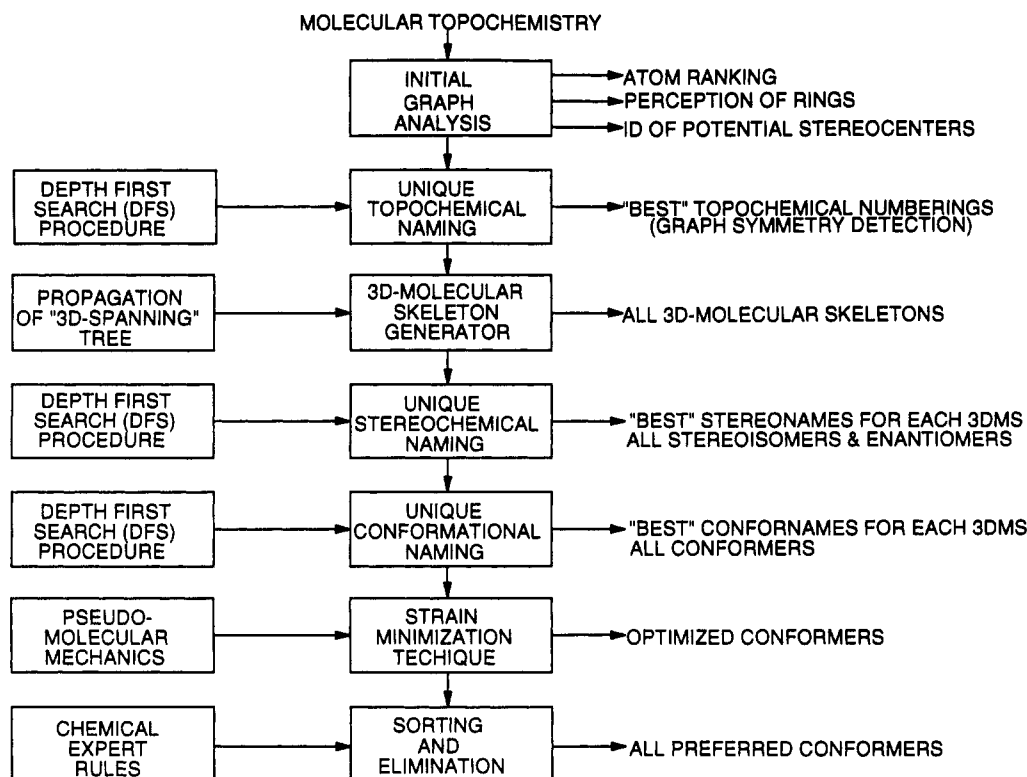 MOLECULAR TOPOCHEMISTRY
INITIAL
GRAPH
ANALYSIS
ATOM RANKING
PERCEPTION OF RINGS
ID OF POTENTIAL STEREOCENTERS
DEPTH FIRST
SEARCH (DFS)
PROCEDURE
UNIQUE
TOPOCHEMICAL
NAMING
"BEST" TOPOCHEMICAL NUMBERINGS
(GRAPH SYMMETRY DETECTION)
PROPAGATION
OF "3D-SPANNING"
TREE
3D-MOLECULAR
SKELETON
GENERATOR
ALL 3D-MOLECULAR SKELETONS
DEPTH FIRST
SEARCH (DFS)
PROCEDURE
UNIQUE
STEREOCHEMICAL
NAMING
"BEST" STEREONAMES FOR EACH 3DMS
ALL STEREOISOMERS & ENANTIOMERS
DEPTH FIRST
SEARCH (DFS)
PROCEDURE
UNIQUE
CONFORMATIONAL
NAMING
"BEST" CONFORNAMES FOR EACH 3DMS
ALL CONFORMERS
PSEUDO-
MOLECULAR
MECHANICS
STRAIN
MINIMIZATION
TECHIQUE
OPTIMIZED CONFORMERS
CHEMICAL
EXPERT
RULES
SORTING
AND
ELIMINATION
ALL PREFERRED CONFORMERS